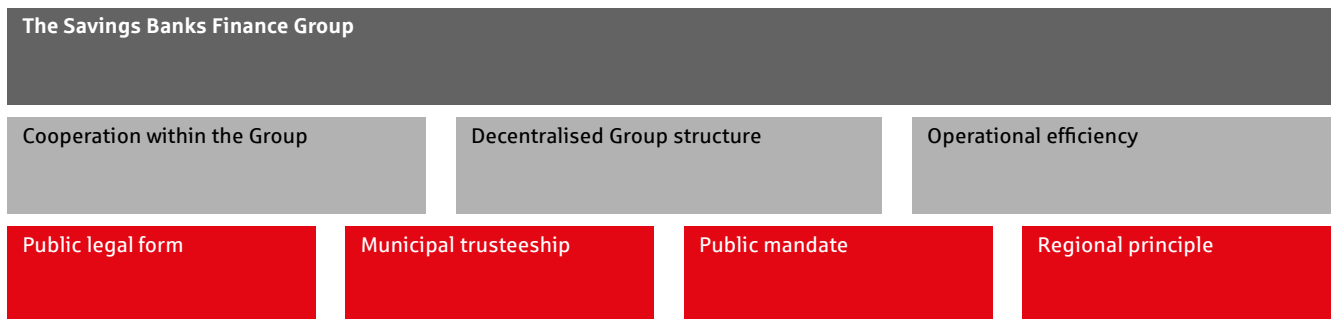 The Savings Banks Finance Group
Cooperation within the Group
Decentralised Group structure
Operational efficiency
Public legal form
Municipal trusteeship
Public mandate
Regional principle